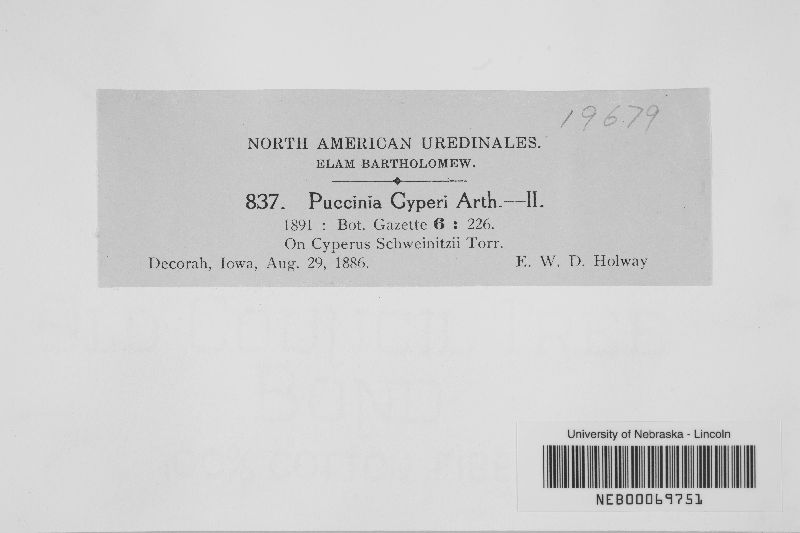 19679
NORTH AMERICAN UREDINALES.
ELAM BARTHOLOMEW.
837. Puccinia Cyperi Arth.—II.
1891 : Bot. Gazette 6 : 226.
On Cyperus Schweinitzii Torr.
Decorah, Iowa, Aug. 29, 1886. E. W. D. Holway
University of Nebraska - Lincoln
NEB00069751